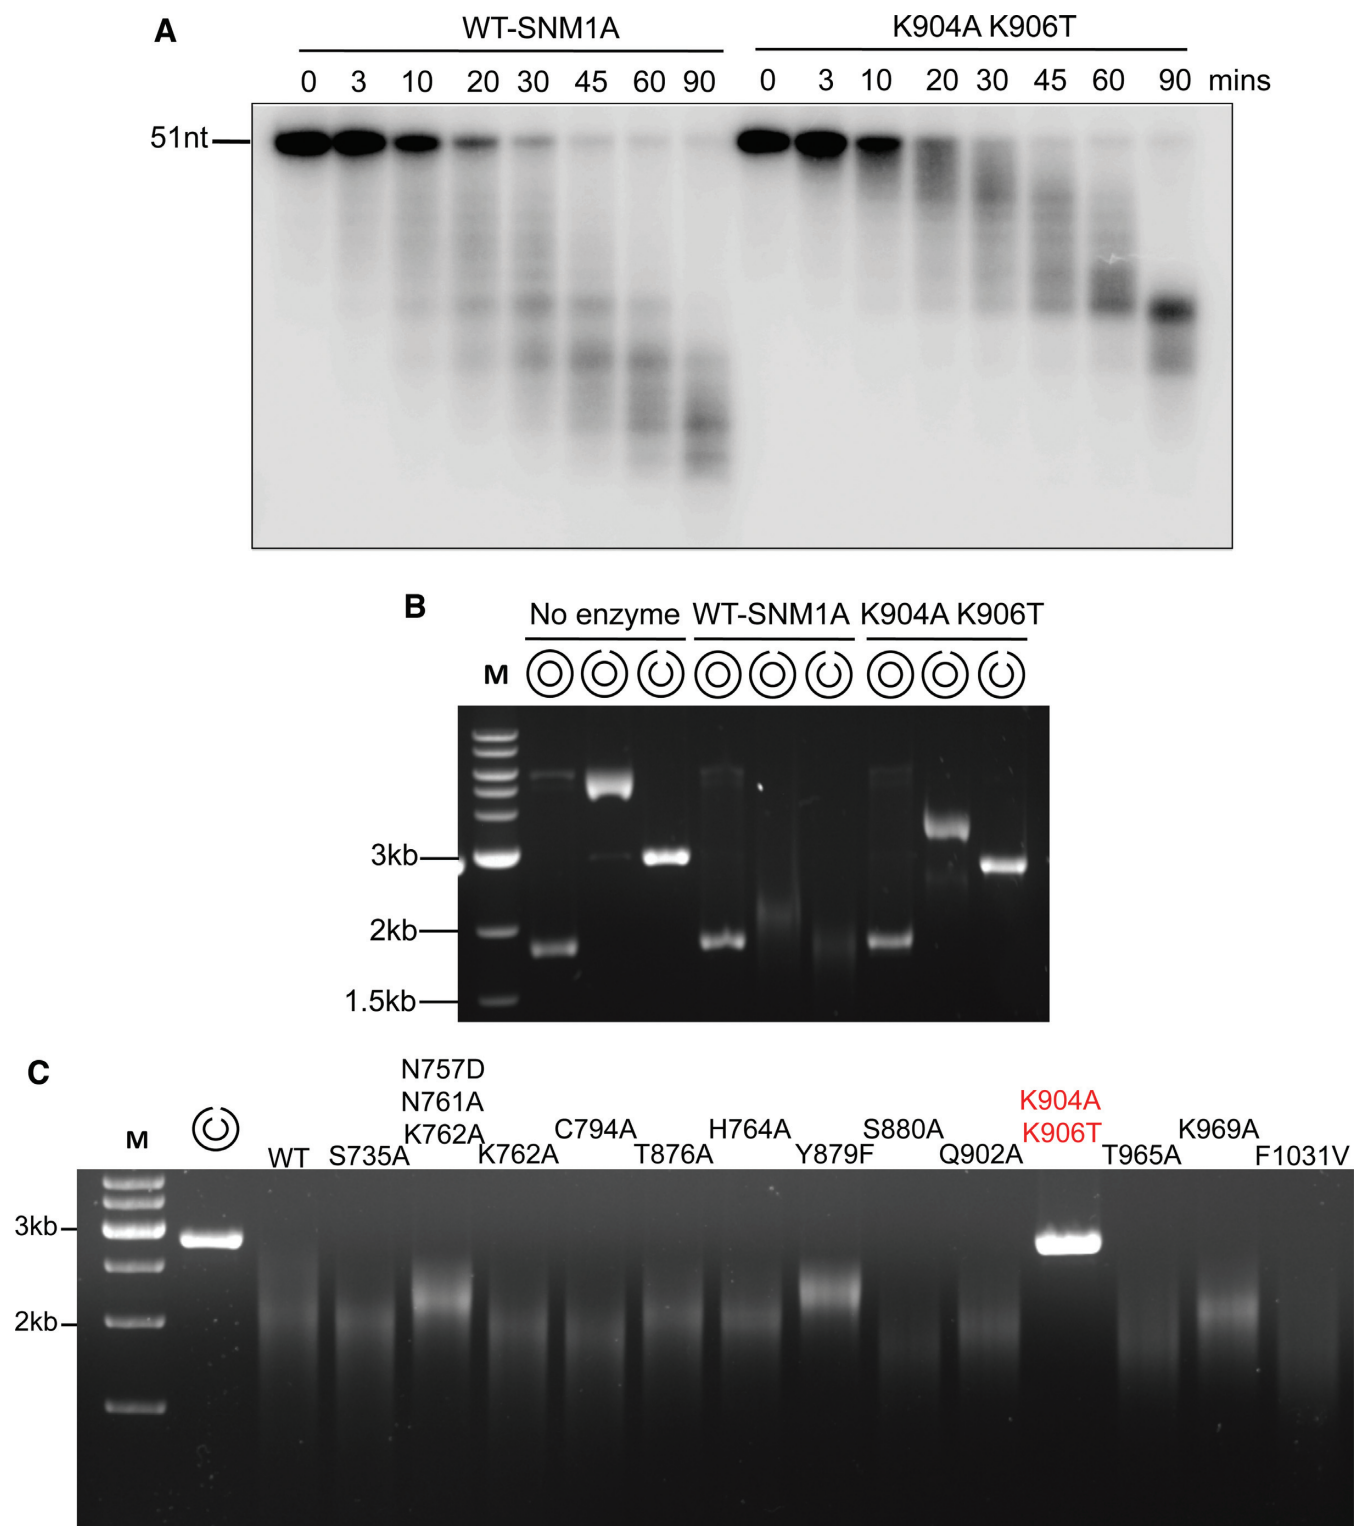 A
WT-SNM1A
K904A K906T
0 3 10 20 30 45 60 90 0 3 10 20 30 45 60 90 mins
51nt
B
No enzyme WT-SNM1A K904A K906T
M
3kb
2kb
1.5kb
C
N757D
N761A
K762A
K904A
K906T
C794A H764A S880A K969A
M
WT S735A K762A T876A Y879F Q902A T965A F1031V
3kb
2kb